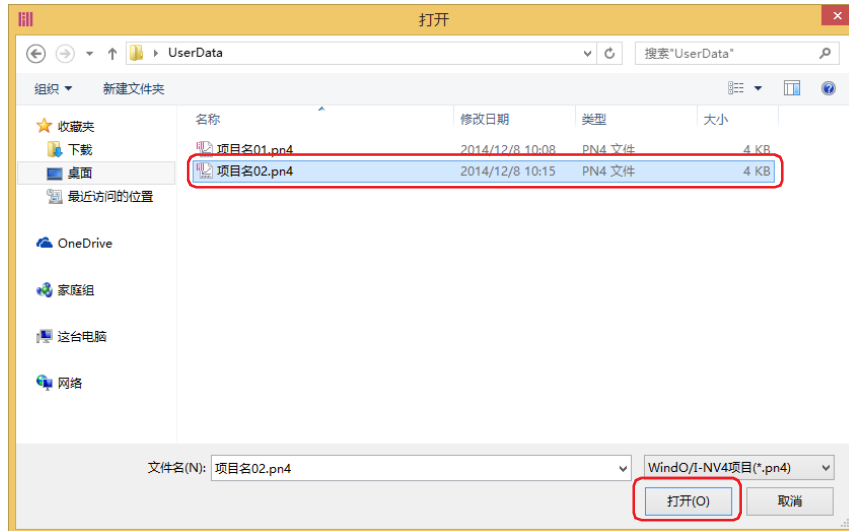 打开
UserData
搜索"UserData"
组织 新建文件夹
名称 修改日期 类型 大小
收藏夹
下载
桌面
最近访问的位置
OneDrive
家庭组
这台电脑
网络
项目名01.pn4 2014/12/8 10:08 PN4 文件 4 KB
项目名02.pn4 2014/12/8 10:15 PN4 文件 4 KB
文件名(N): 项目名02.pn4 WindO/I-NV4项目(*.pn4)
打开(O) 取消